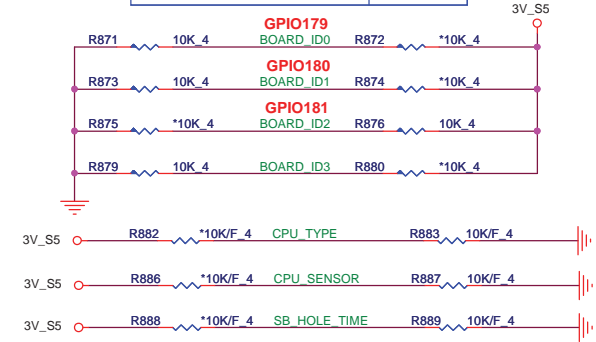 3V_S5
GPIO179
R871 10K_4 BOARD_ID0 R872 *10K_4
GPIO180
R873 10K_4 BOARD_ID1 R874 *10K_4
GPIO181
R875 *10K_4 BOARD_ID2 R876 10K_4
R879 10K_4 BOARD_ID3 R880 *10K_4
3V_S5 R882 *10K/F_4 CPU_TYPE R883 10K/F_4
3V_S5 R886 *10K/F_4 CPU_SENSOR R887 10K/F_4
3V_S5 R888 *10K/F_4 SB_HOLE_TIME R889 10K/F_4